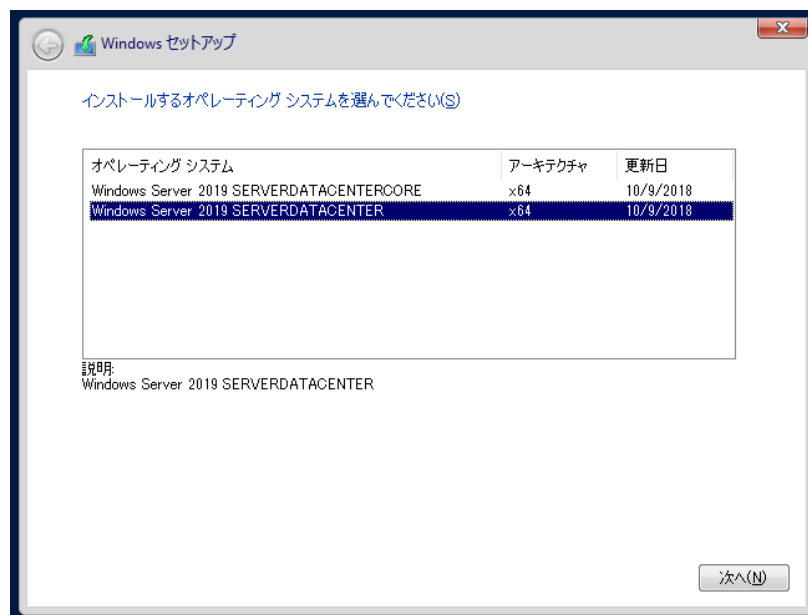 Windows セットアップ
インストールするオペレーティング システムを選んでください(S)
オペレーティング システム アーキテクチャ 更新日
Windows Server 2019 SERVERDATACENTERCORE x64 10/9/2018
Windows Server 2019 SERVERDATACENTER x64 10/9/2018
説明:
Windows Server 2019 SERVERDATACENTER
次へ(N)